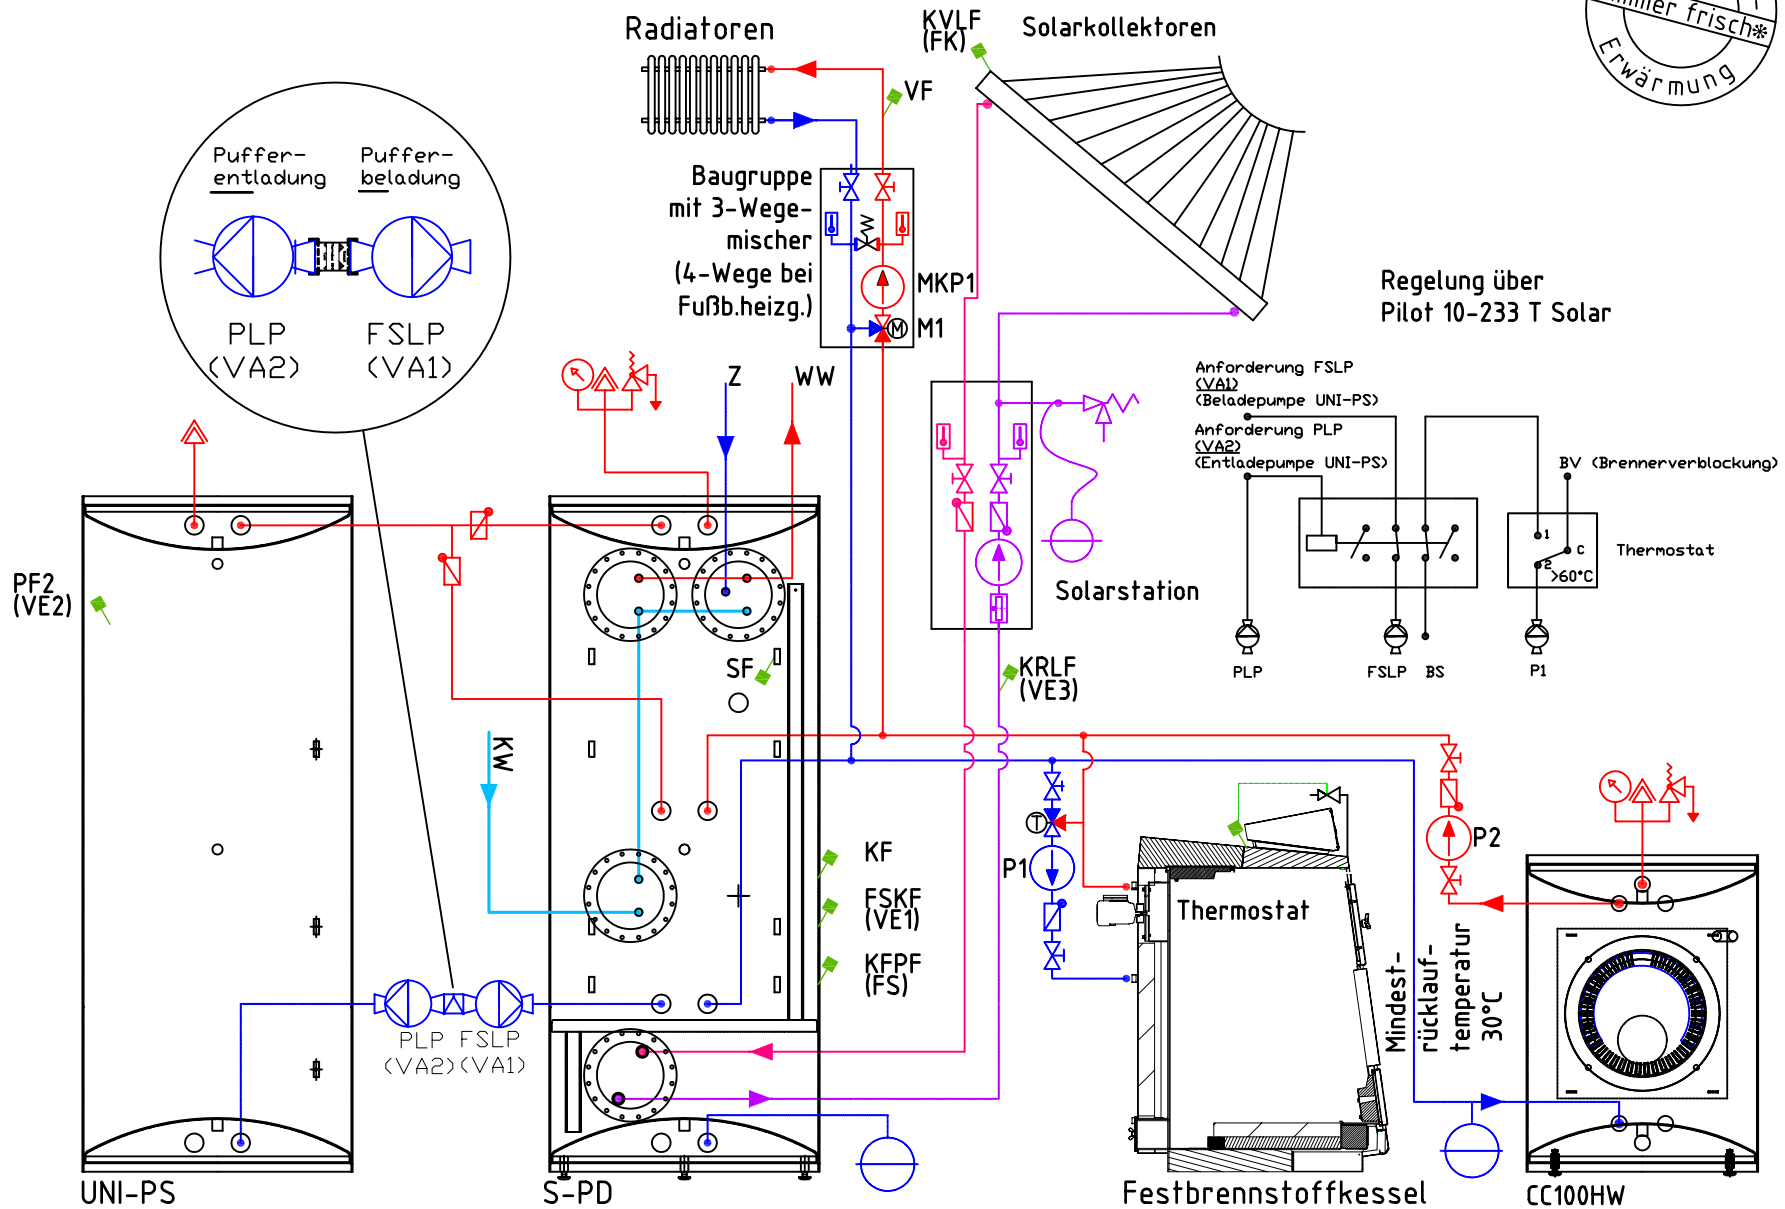 Radiatoren
KVLF
(FK)
Solarkollektoren
immer frisch*
Erwärmung
VF
Puffer-
entladung
Puffer-
beladung
PLP
(VA2)
FSLP
(VA1)
Baugruppe
mit 3-Wege-
mischer
(4-Wege bei
Fußb.heizg.)
MKP1
M
M1
Regelung über
Pilot 10-233 T Solar
Z
WW
Anforderung FSLP
(VA1)
(Beladepumpe UNI-PS)
Anforderung PLP
(VA2)
(Entladepumpe UNI-PS)
BV (Brennerverblockung)
1
C
2
>60°C
Thermostat
PLP
FSLP
BS
P1
PF2
(VE2)
Solarstation
SF
KRLF
(VE3)
KW
KF
FSKF
(VE1)
KFPF
(FS)
T
P1
P2
Thermostat
Mindest-
rücklauf-
temperatur
30°C
PLP
(VA2)
FSLP
(VA1)
UNI-PS
S-PD
Festbrennstoffkessel
CC100HW